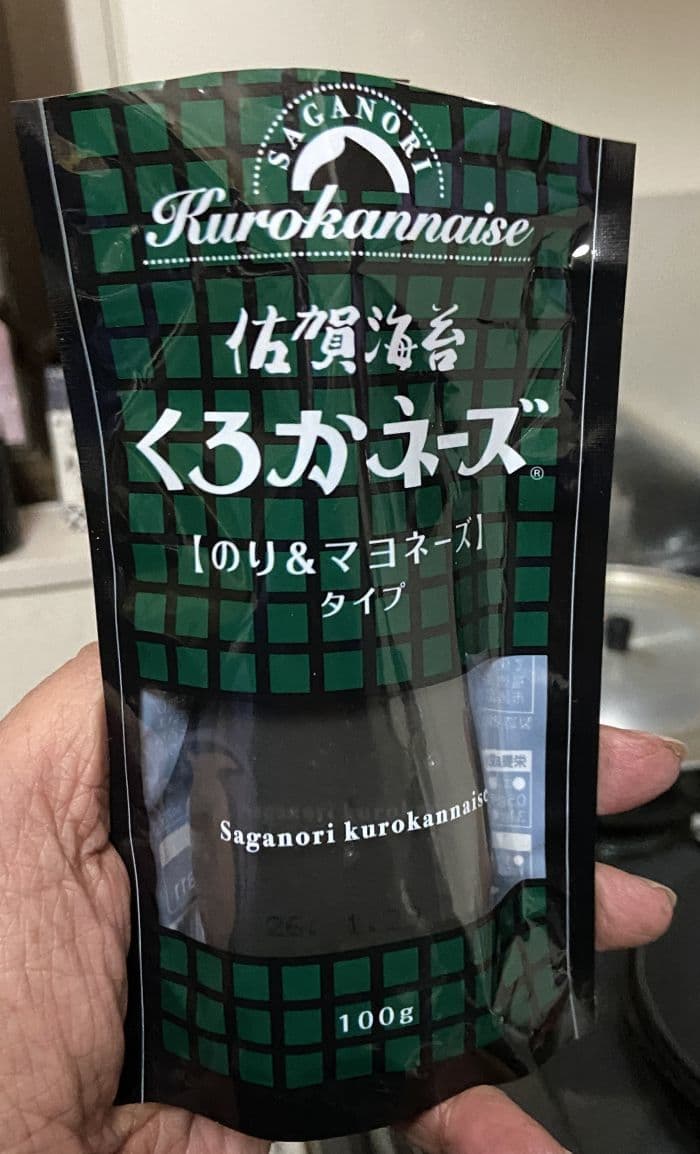 SAGANORI
Kurokannaise
佐賀海苔
くろかネーズ®
【のり&マヨネーズ】
タイプ
Saganori kurokannaise
100g